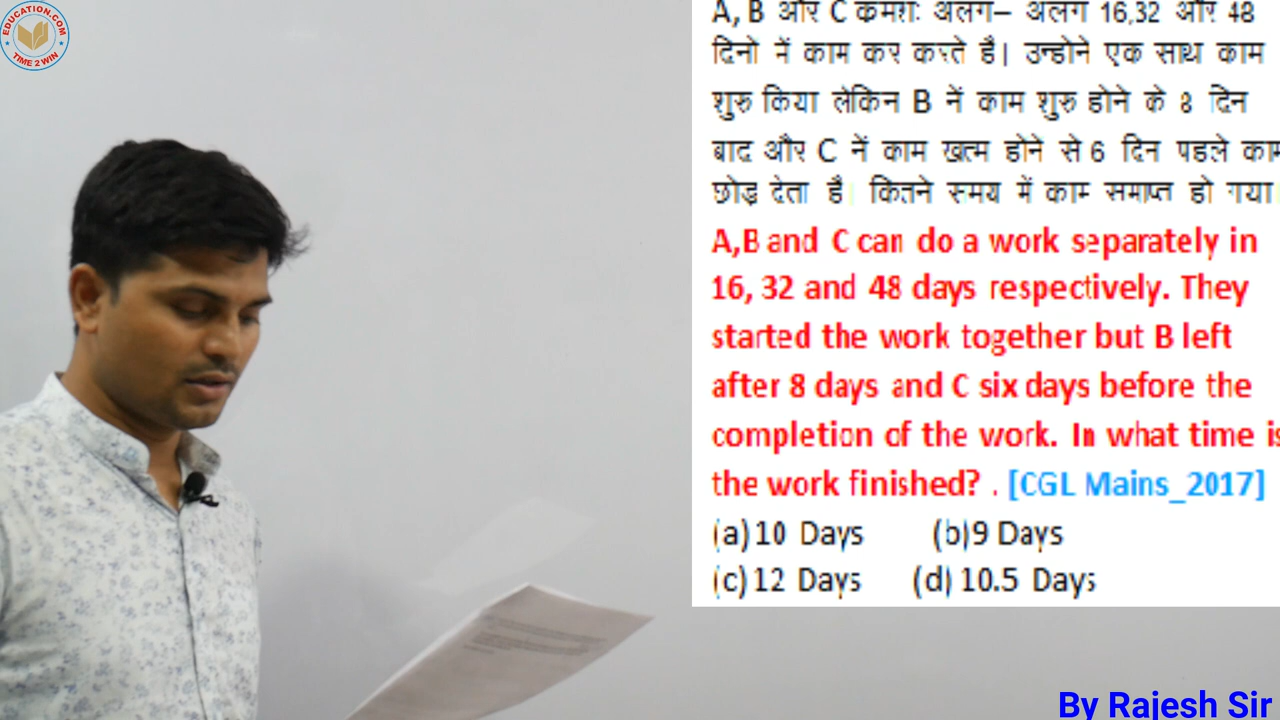 EDUCATION.COM
TIME 2 WIN
A, B और C क्रमशः अलग– अलग 16,32 और 48
दिनो में काम कर करते है। उन्होने एक साथ काम
शुरु किया लेकिन B नें काम शुरु होने के 8 दिन
बाद और C नें काम खत्म होने से 6 दिन पहले काम
छोड़ देता है। कितने समय में काम समाप्त हो गया।
A,B and C can do a work separately in
16, 32 and 48 days respectively. They
started the work together but B left
after 8 days and C six days before the
completion of the work. In what time is
the work finished? . [CGL Mains_2017]
(a) 10 Days (b)9 Days
(c) 12 Days (d) 10.5 Days
By Rajesh Sir